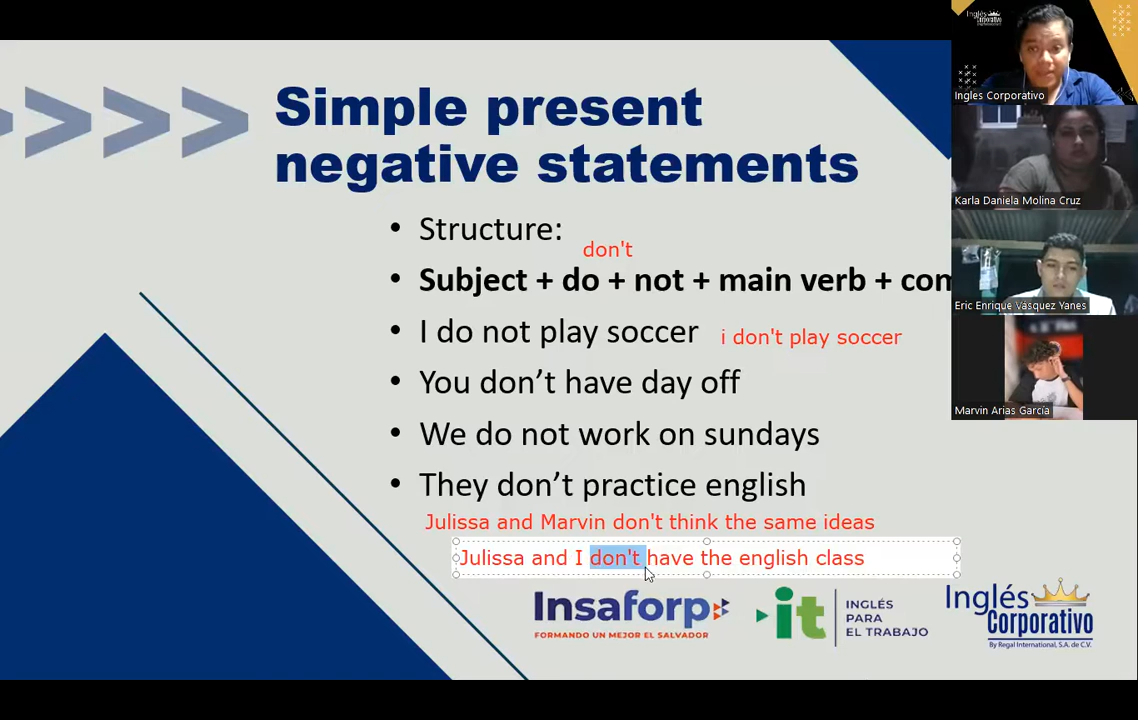 Simple present
negative statements
• Structure:
don't
• Subject + do + not + main verb + com
• I do not play soccer
i don't play soccer
• You don’t have day off
• We do not work on sundays
• They don’t practice english
Julissa and Marvin don't think the same ideas
Julissa and I don't have the english class
Insaforp
FORMANDO UN MEJOR EL SALVADOR
it
INGLÉS
PARA
EL TRABAJO
Inglés
Corporativo
By Regal International, S.A. de C.V.
Inglés
Corporativo
Ingles Corporativo
Karla Daniela Molina Cruz
Eric Enrique Vásquez Yanes
Marvin Arias García